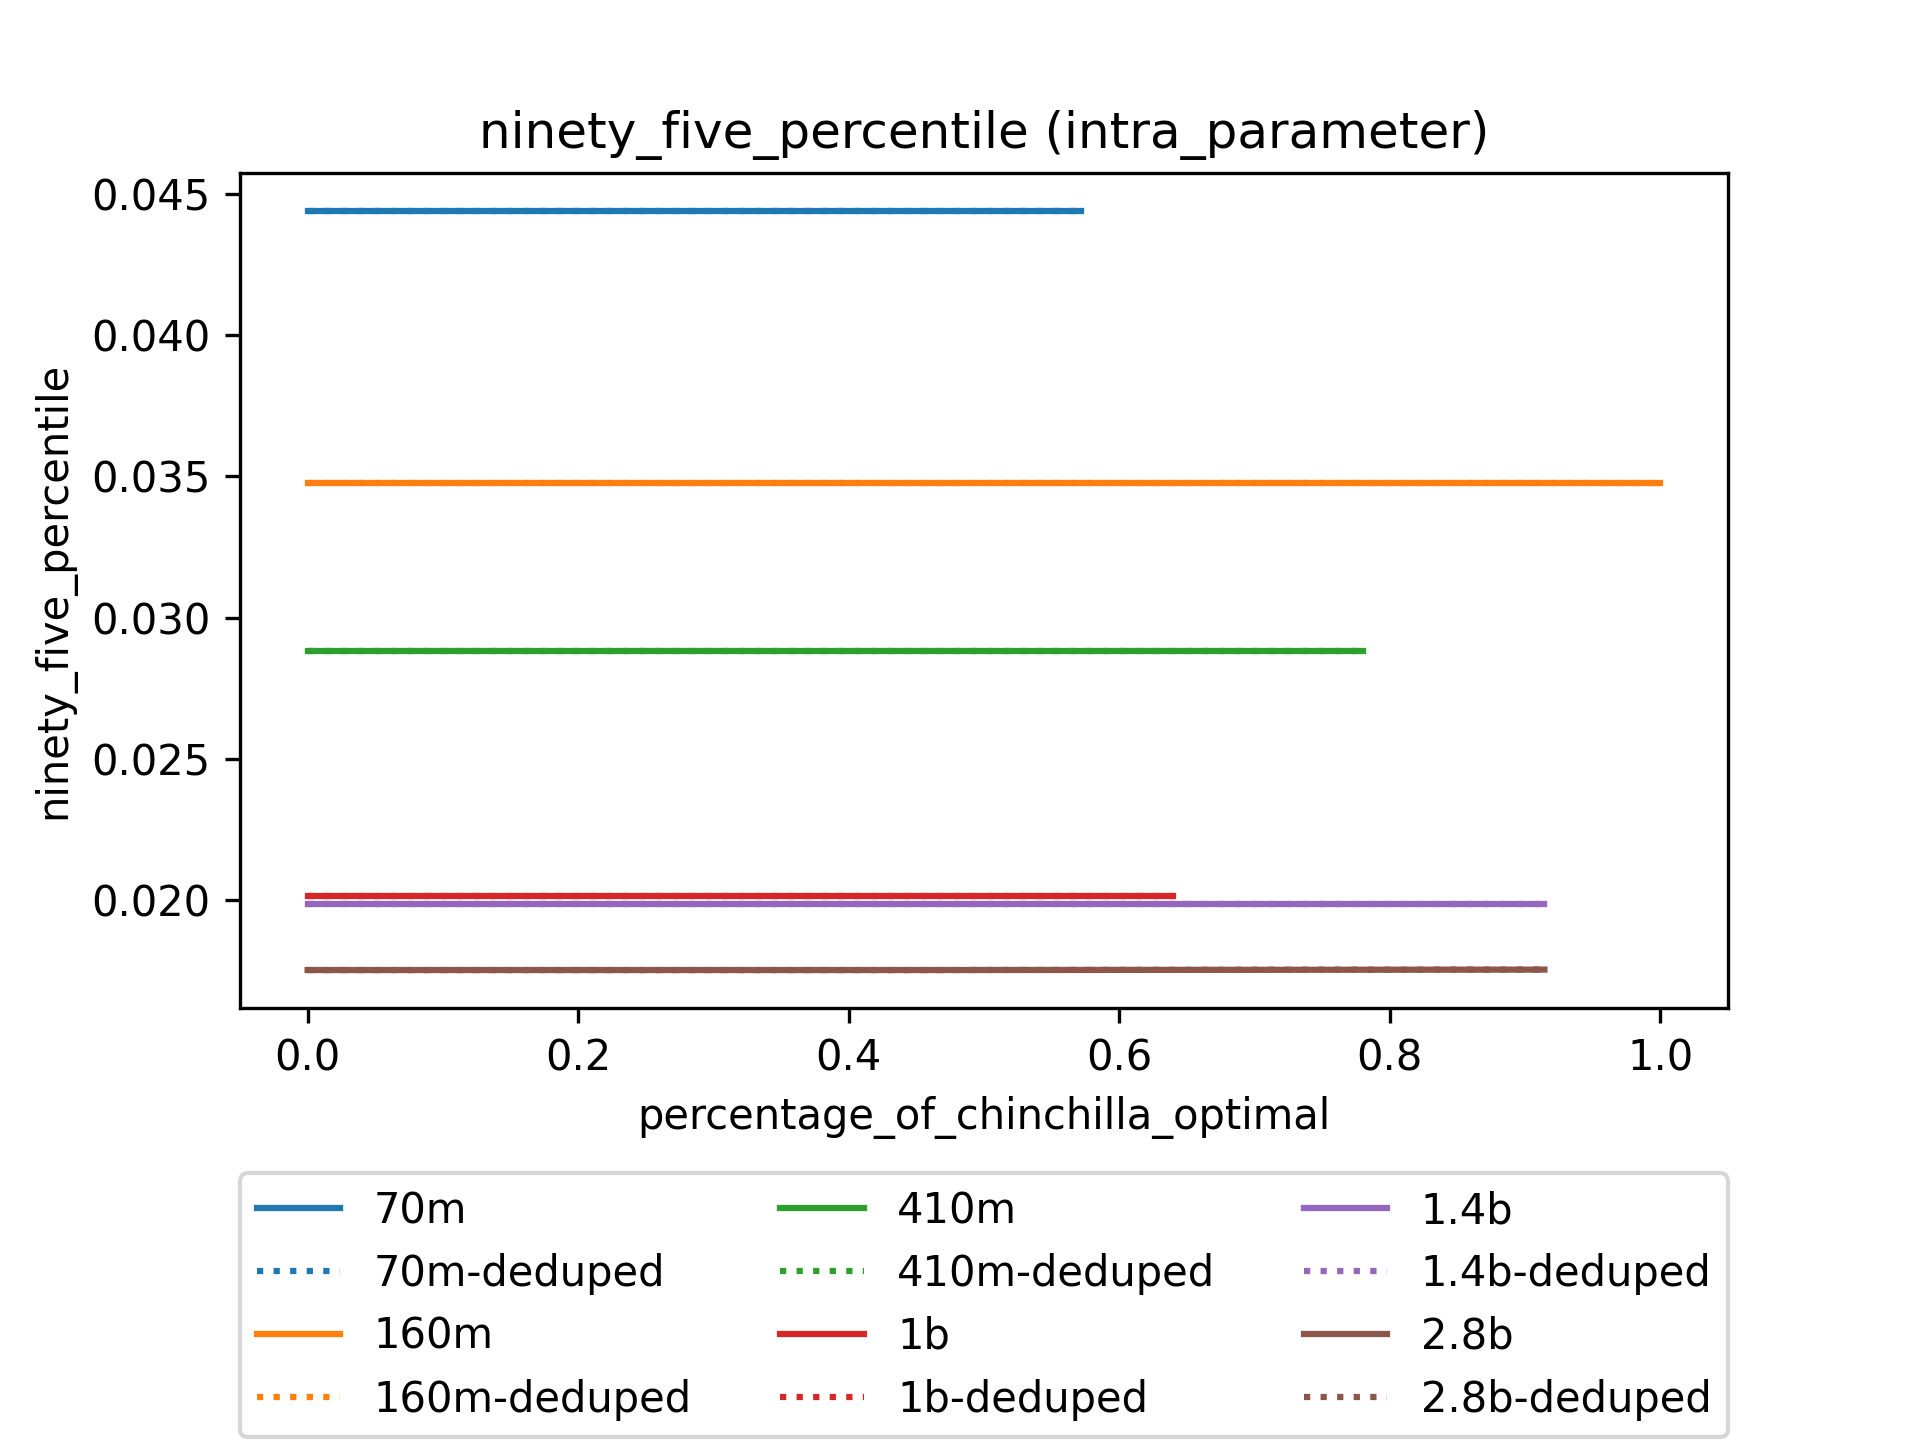 ninety_five_percentile (intra_parameter)
ninety_five_percentile
0.045
0.040
0.035
0.030
0.025
0.020
0.0 0.2 0.4 0.6 0.8 1.0
percentage_of_chinchilla_optimal
70m 410m 1.4b
70m-deduped 410m-deduped 1.4b-deduped
160m 1b 2.8b
160m-deduped 1b-deduped 2.8b-deduped